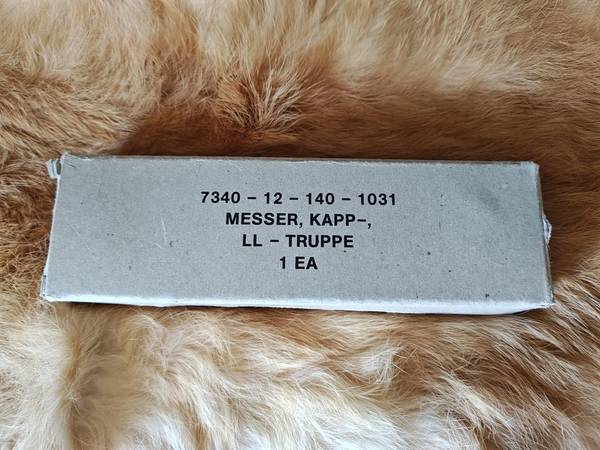 7340 – 12 – 140 – 1031
MESSER, KAPP–,
LL – TRUPPE
1 EA